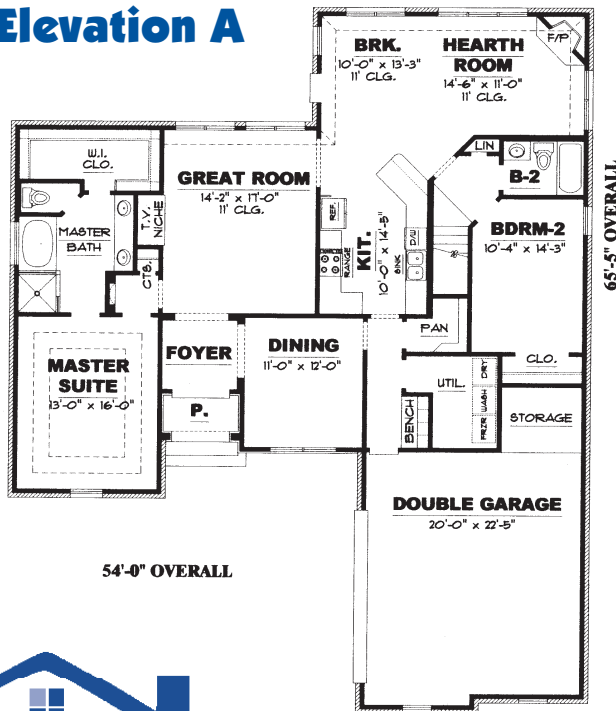 Elevation A
BRK.
10'-0" x 13'-3"
11' CLG.
HEARTH
ROOM
14'-6" x 11'-0"
11' CLG.
F/P
W.I.
CLO.
GREAT ROOM
14'-2" x 17'-0"
11' CLG.
T.V.
NICHE
MASTER
BATH
CTS.
LIN
B-2
BDRM-2
10'-4" x 14'-3"
REF.
RANGE
KIT.
10'-0" x 14'-8"
D/W
SINK
65'-5" OVERALL
MASTER
SUITE
13'-0" x 16'-0"
FOYER
P.
DINING
11'-0" x 12'-0"
PAN
UTIL.
CLO.
BENCH
FRZR
WASH
DRY
STORAGE
DOUBLE GARAGE
20'-0" x 22'-5"
54'-0" OVERALL